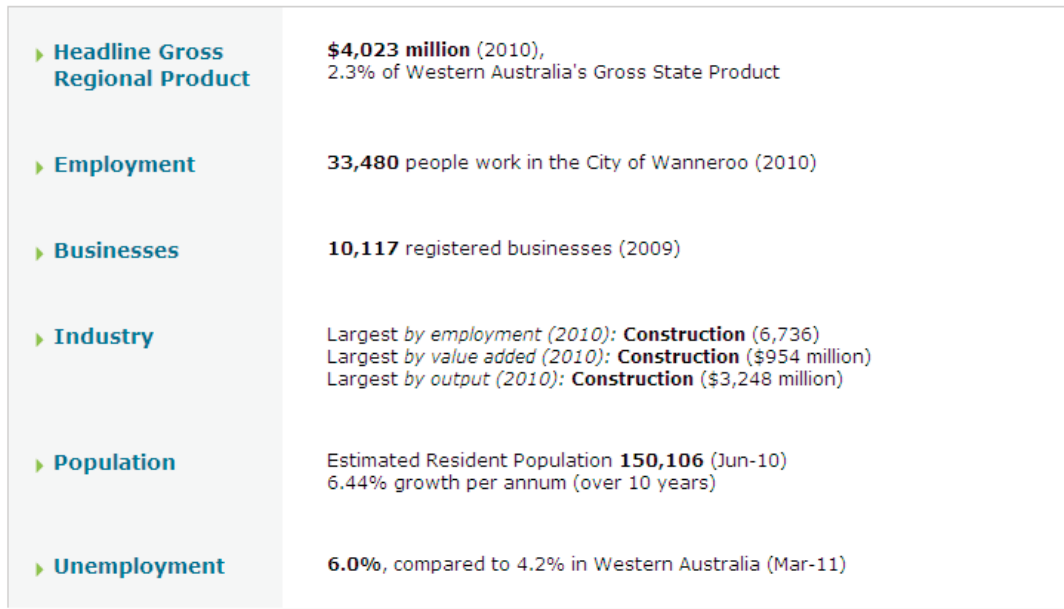 Headline Gross
Regional Product
$4,023 million (2010),
2.3% of Western Australia's Gross State Product
Employment
33,480 people work in the City of Wanneroo (2010)
Businesses
10,117 registered businesses (2009)
Industry
Largest by employment (2010): Construction (6,736)
Largest by value added (2010): Construction ($954 million)
Largest by output (2010): Construction ($3,248 million)
Population
Estimated Resident Population 150,106 (Jun-10)
6.44% growth per annum (over 10 years)
Unemployment
6.0%, compared to 4.2% in Western Australia (Mar-11)